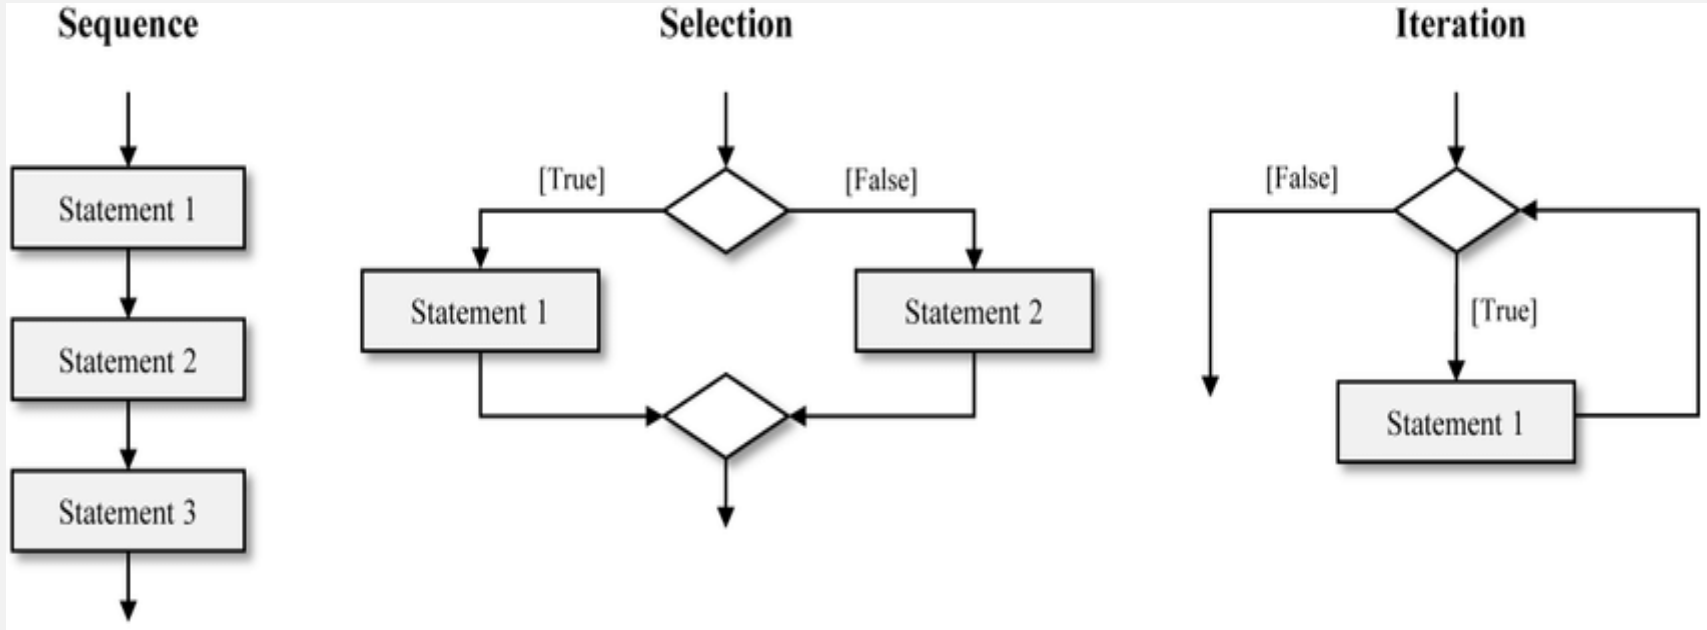 Sequence
Statement 1
Statement 2
Statement 3
Selection
[True]
[False]
Statement 1
Statement 2
Iteration
[False]
[True]
Statement 1